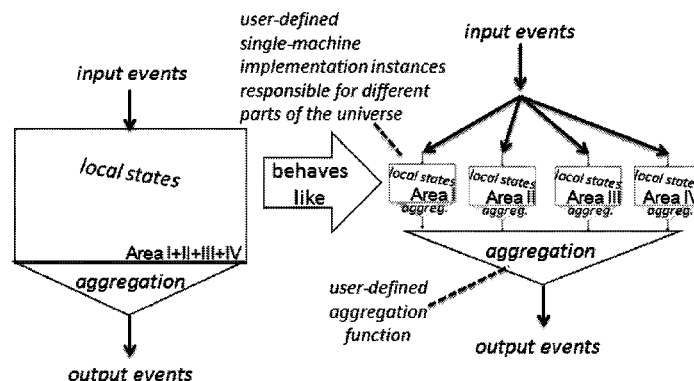 input events
local states
Area I+II+III+IV
aggregation
output events
behaves
like
user-defined
single-machine
implementation instances
responsible for different
parts of the universe
input events
local states
Area I
aggreg.
local states
Area II
aggreg.
local states
Area III
aggreg.
local states
Area IV
aggreg.
aggregation
user-defined
aggregation
function
output events